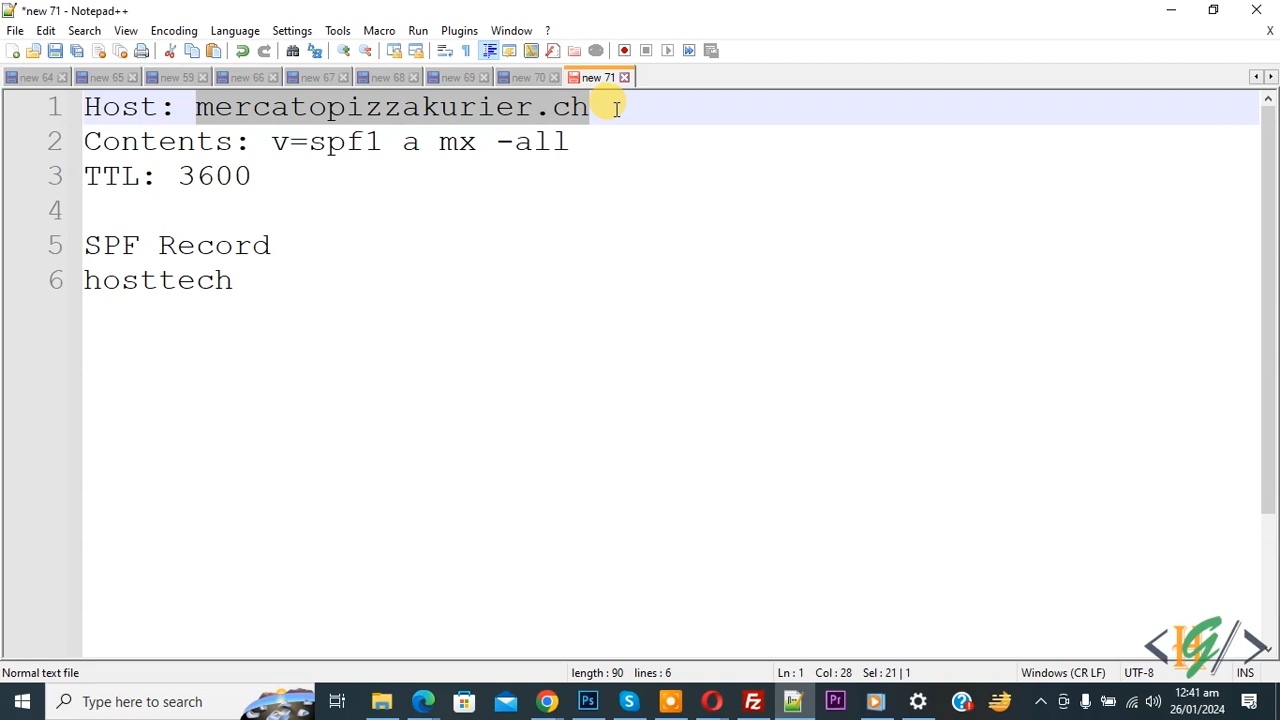 *new 71 - Notepad++
File Edit Search View Encoding Language Settings Tools Macro Run Plugins Window ? X
new 64 new 65 new 59 new 66 new 67 new 68 new 69 new 70 new 71
1 Host: mercatopizzakurier.ch
2 Contents: v=spf1 a mx -all
3 TTL: 3600
4
5 SPF Record
6 hosttech
Normal text file length : 90 lines : 6 Ln : 1 Col : 28 Sel : 21 | 1 Windows (CR LF) UTF-8 INS
Type here to search
12:41 am
26/01/2024